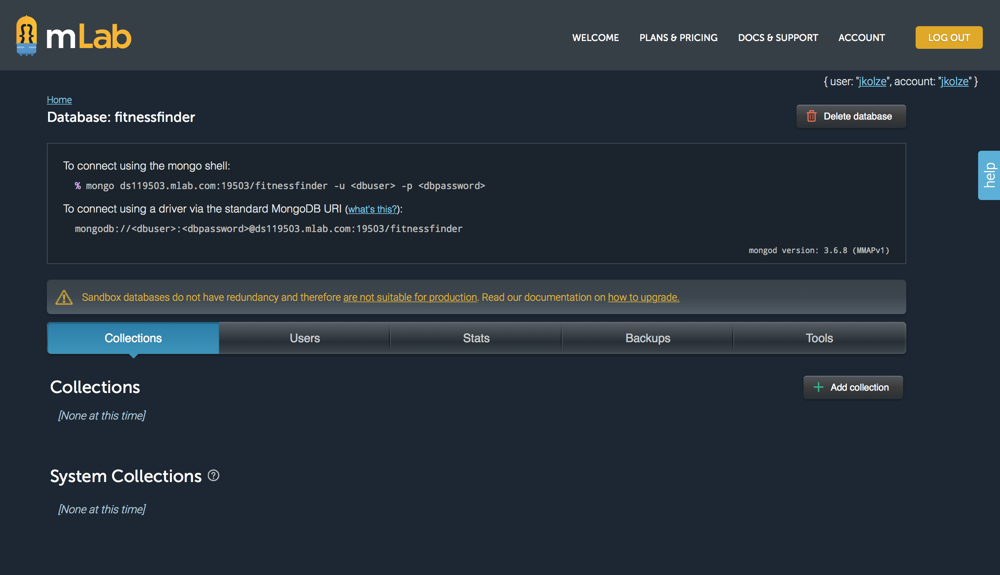 mLab
WELCOME PLANS & PRICING DOCS & SUPPORT ACCOUNT LOG OUT
{ user: "jkolze", account: "jkolze" }
Home
Database: fitnessfinder
Delete database
help
To connect using the mongo shell:
% mongo ds119503.mlab.com:19503/fitnessfinder -u <dbuser> -p <dbpassword>
To connect using a driver via the standard MongoDB URI (what's this?):
mongodb://<dbuser>:<dbpassword>@ds119503.mlab.com:19503/fitnessfinder
mongod version: 3.6.8 (MMAPv1)
Sandbox databases do not have redundancy and therefore are not suitable for production. Read our documentation on how to upgrade.
Collections Users Stats Backups Tools
Collections
Add collection
[None at this time]
System Collections ?
[None at this time]